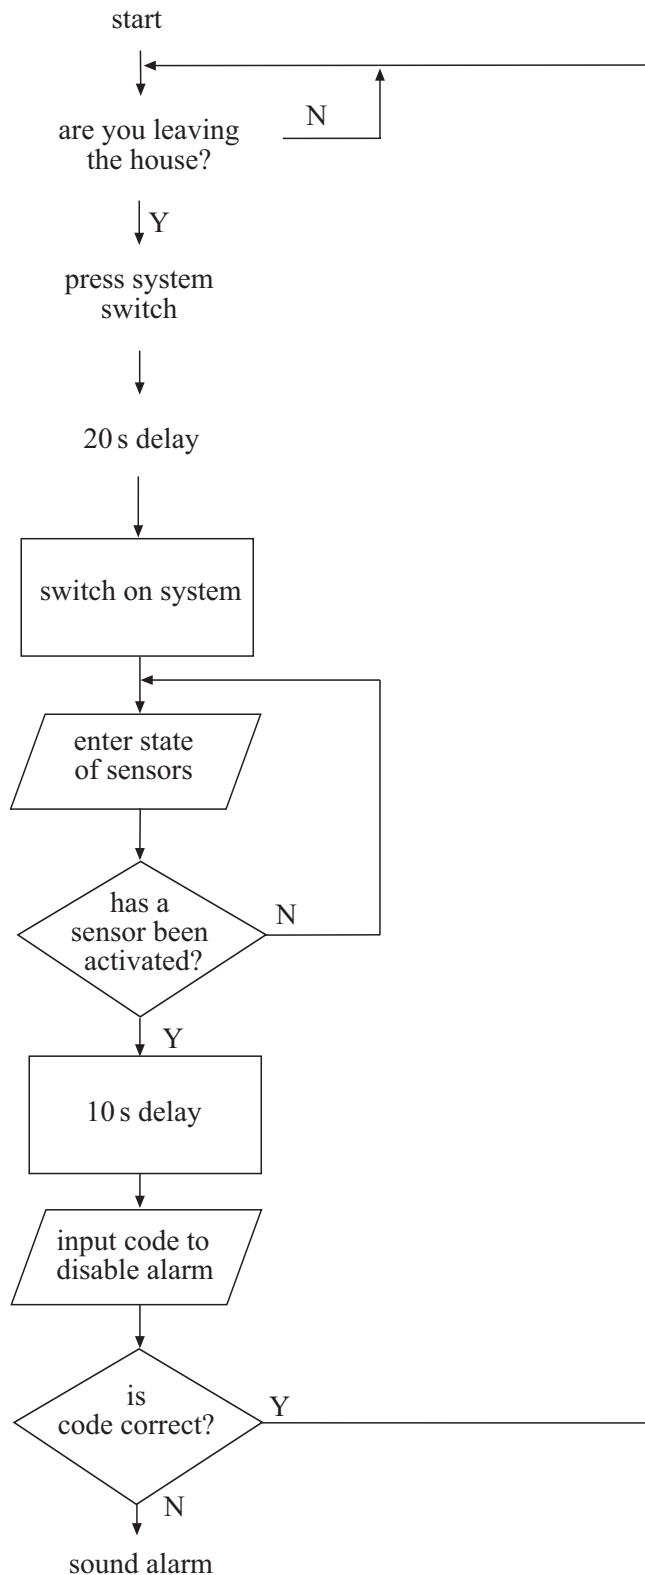 start
are you leaving
the house?
N
Y
press system
switch
20 s delay
switch on system
enter state
of sensors
has a
sensor been
activated?
N
Y
10 s delay
input code to
disable alarm
is
code correct?
Y
N
sound alarm